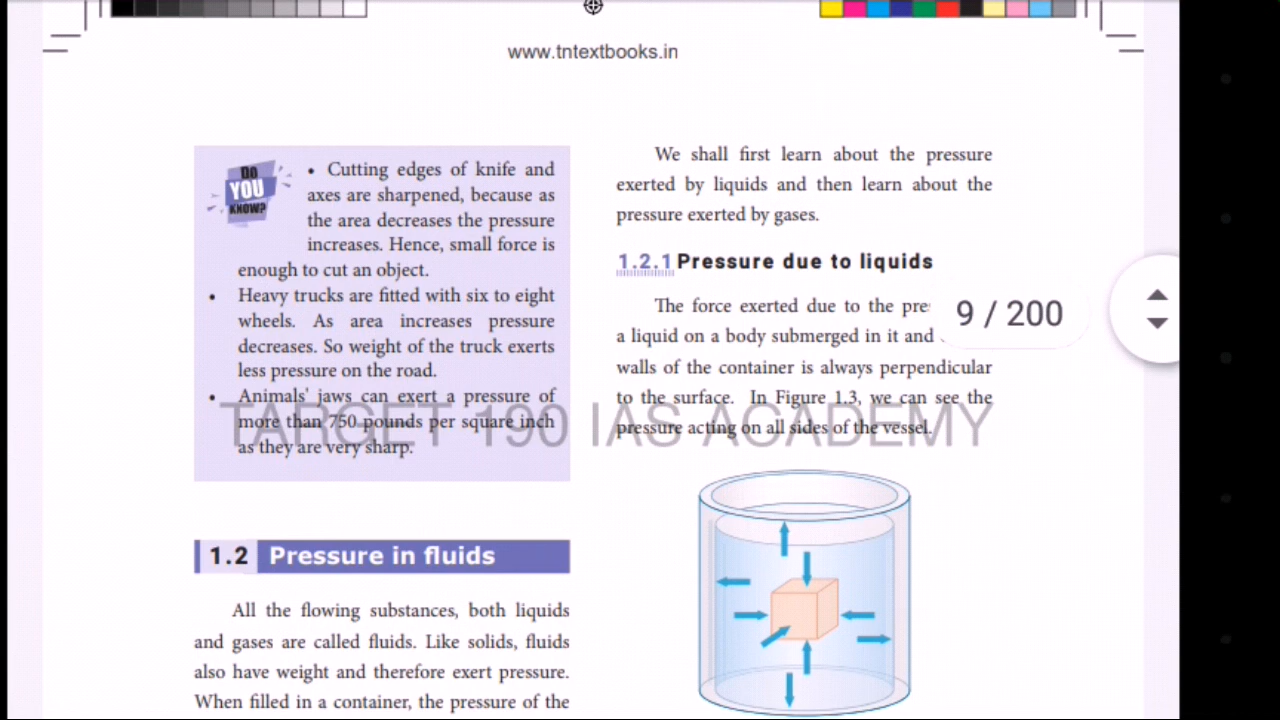 www.tntextbooks.in
DO
YOU
KNOW?
• Cutting edges of knife and
axes are sharpened, because as
the area decreases the pressure
increases. Hence, small force is
enough to cut an object.
• Heavy trucks are fitted with six to eight
wheels. As area increases pressure
decreases. So weight of the truck exerts
less pressure on the road.
• Animals' jaws can exert a pressure of
more than 750 pounds per square inch
as they are very sharp.
1.2 Pressure in fluids
All the flowing substances, both liquids
and gases are called fluids. Like solids, fluids
also have weight and therefore exert pressure.
When filled in a container, the pressure of the
We shall first learn about the pressure
exerted by liquids and then learn about the
pressure exerted by gases.
1.2.1 Pressure due to liquids
The force exerted due to the
a liquid on a body submerged in it and
walls of the container is always perpendicular
to the surface. In Figure 1.3, we can see the
pressure acting on all sides of the vessel.
TARGET 190 IAS ACADEMY
9 / 200